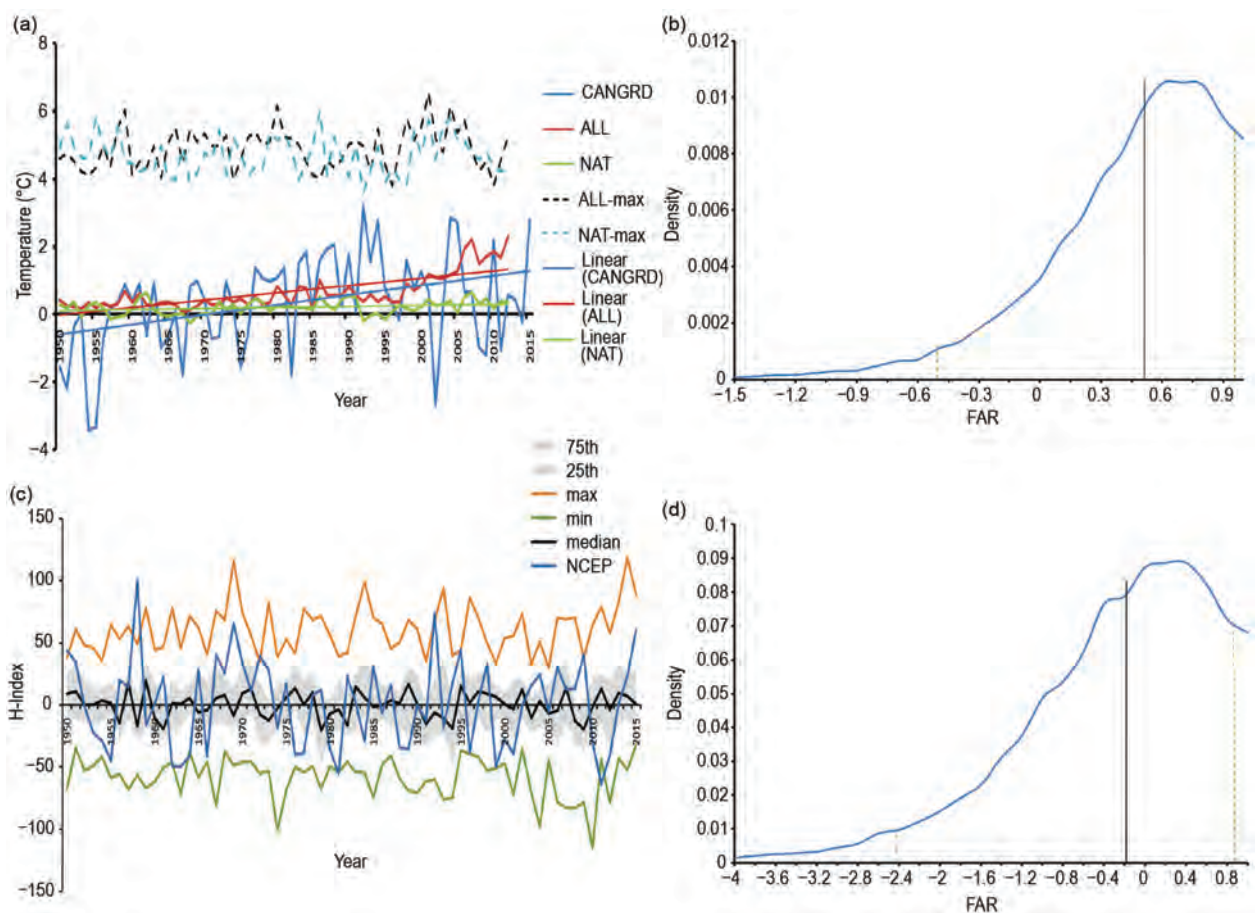 (a)
8
6
4
2
0
−2
−4
Temperature (°C)
1950
1955
1960
1965
1970
1975
1980
1985
1990
1995
2000
2005
2010
2015
Year
CANGRD
ALL
NAT
ALL-max
NAT-max
Linear
(CANGRD)
Linear
(ALL)
Linear
(NAT)
(b)
0.012
0.01
0.008
0.006
0.004
0.002
0
Density
−1.5
−1.2
−0.9
−0.6
−0.3
0
0.3
0.6
0.9
FAR
75th
25th
max
min
median
NCEP
(c)
150
100
50
0
−50
−100
−150
H-Index
1950
1955
1960
1965
1970
1975
1980
1985
1990
1995
2000
2005
2010
2015
Year
(d)
0.1
0.09
0.08
0.07
0.06
0.05
0.04
0.03
0.02
0.01
0
Density
−4
−3.6
−3.2
−2.8
−2.4
−2
−1.6
−1.2
−0.8
−0.4
0
0.4
0.8
FAR